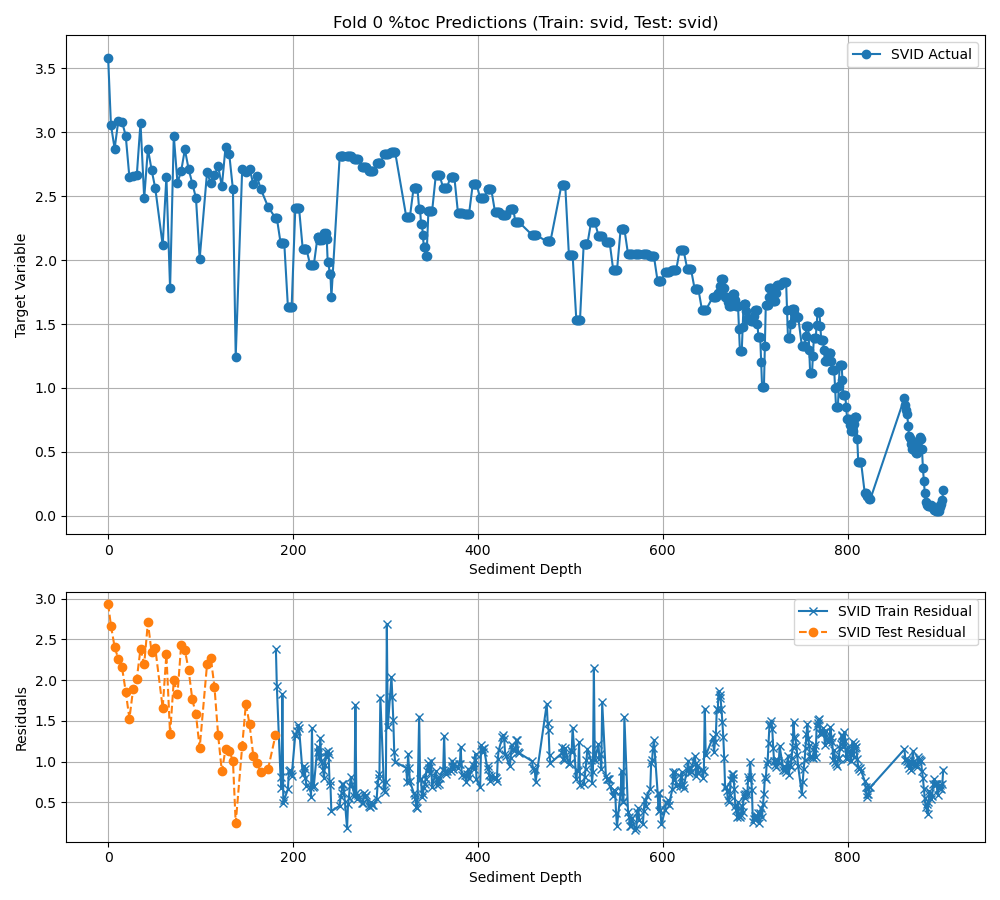 Fold 0 %toc Predictions (Train: svid, Test: svid)
SVID Actual
3.5
3.0
2.5
2.0
1.5
1.0
0.5
0.0
Target Variable
0 200 400 600 800
Sediment Depth
SVID Train Residual
SVID Test Residual
3.0
2.5
2.0
1.5
1.0
0.5
Residuals
0 200 400 600 800
Sediment Depth